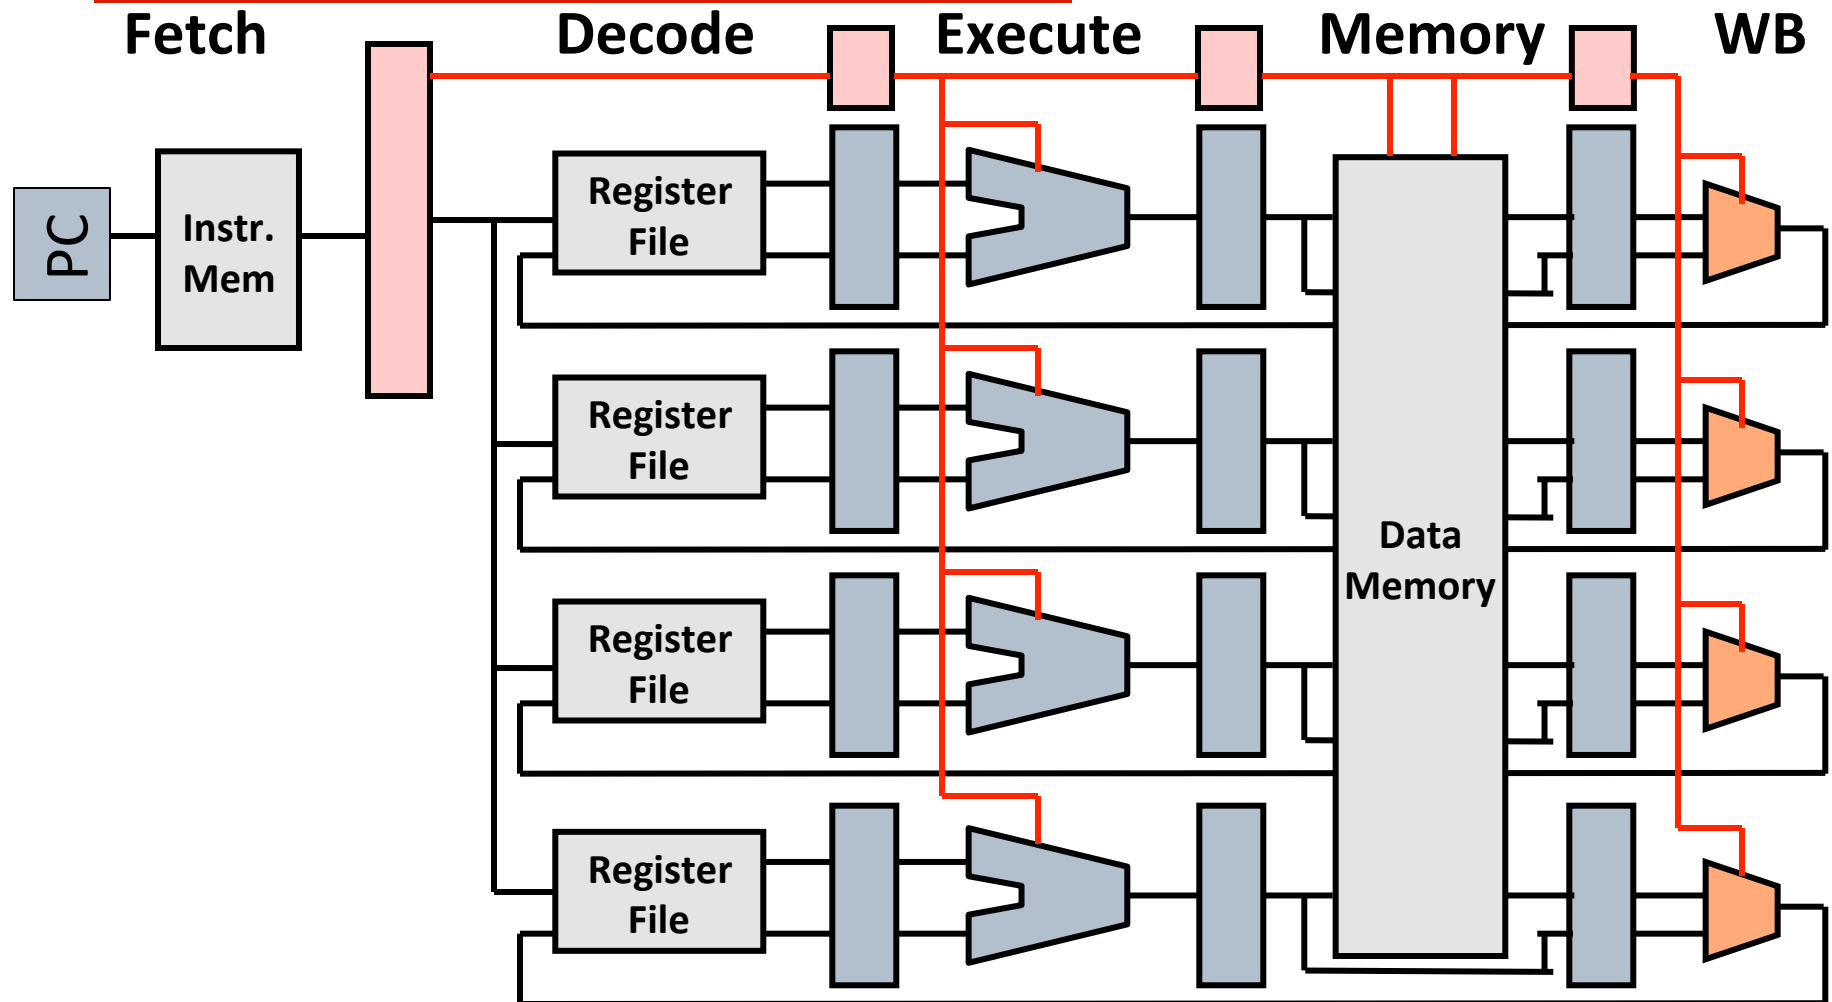 Fetch
Decode
Execute
Memory
WB
PC
Instr.
Mem
Register
File
Register
File
Register
File
Register
File
Data
Memory